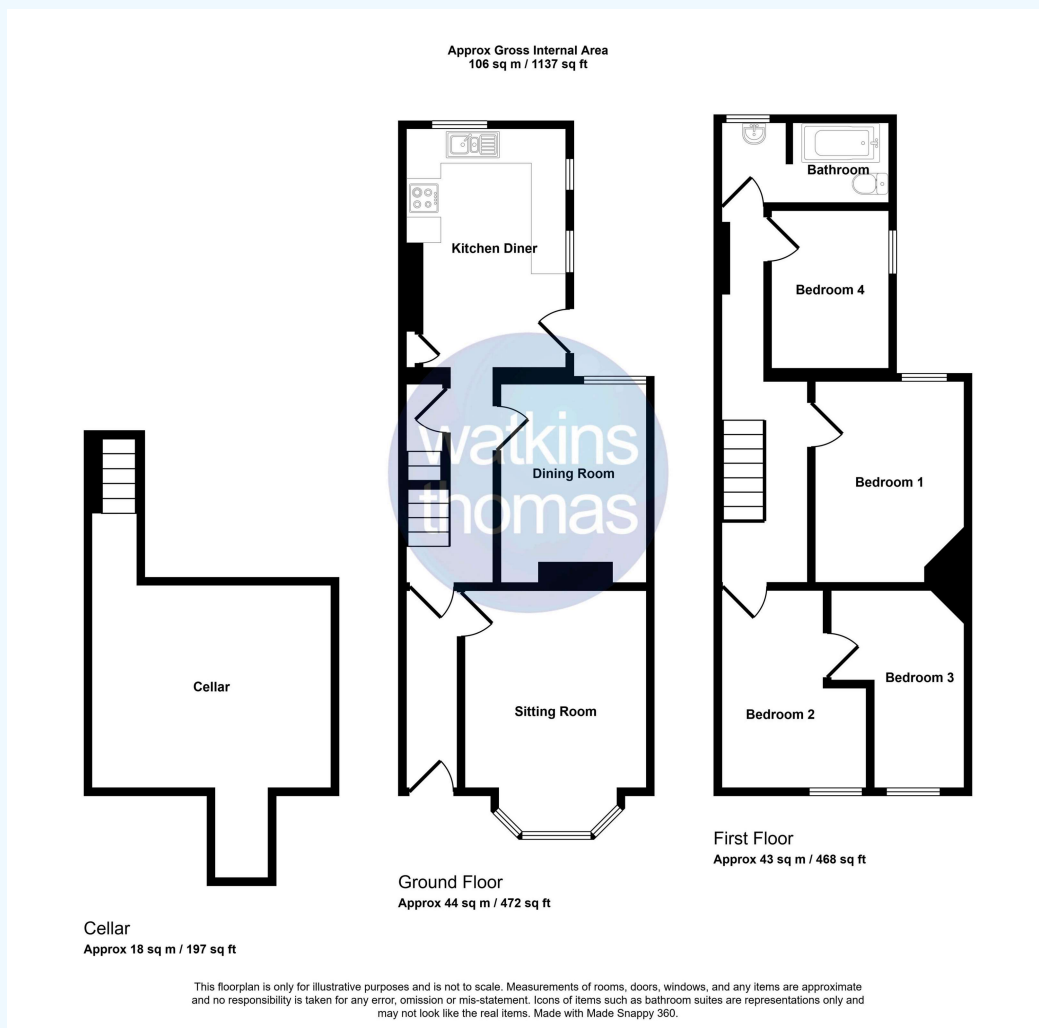 Approx Gross Internal Area
106 sq m / 1137 sq ft
Bathroom
Kitchen Diner
Bedroom 4
watkins
thomas
Dining Room
Bedroom 1
Cellar
Sitting Room
Bedroom 2
Bedroom 3
First Floor
Approx 43 sq m / 468 sq ft
Ground Floor
Approx 44 sq m / 472 sq ft
Cellar
Approx 18 sq m / 197 sq ft
This floorplan is only for illustrative purposes and is not to scale. Measurements of rooms, doors, windows, and any items are approximate
and no responsibility is taken for any error, omission or mis-statement. Icons of items such as bathroom suites are representations only and
may not look like the real items. Made with Made Snappy 360.